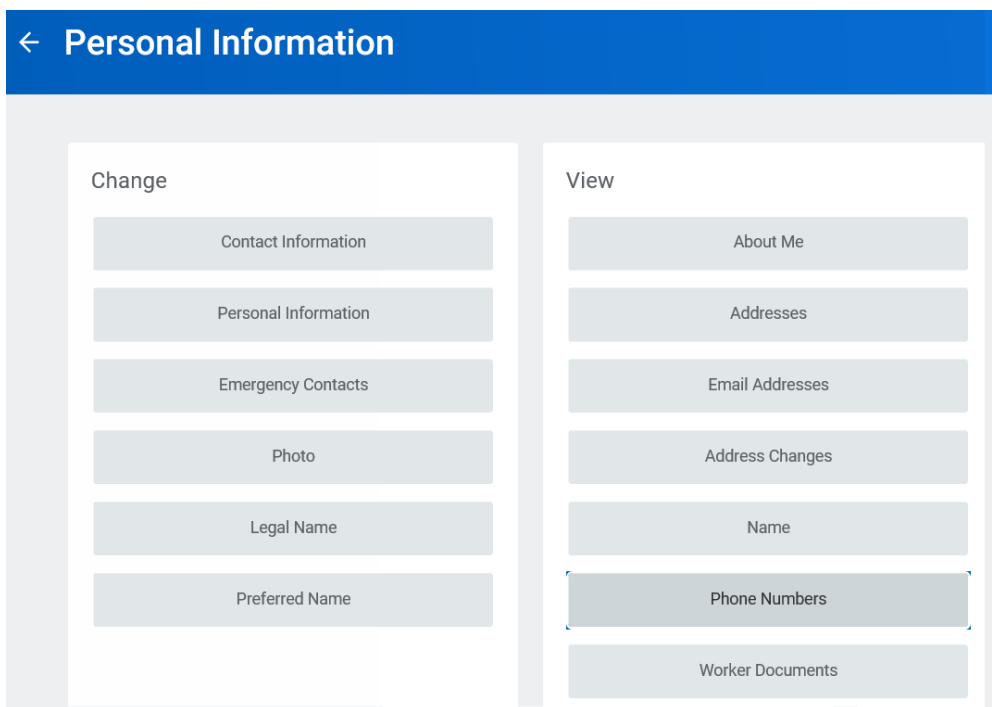 Personal Information
Change
Contact Information
Personal Information
Emergency Contacts
Photo
Legal Name
Preferred Name
View
About Me
Addresses
Email Addresses
Address Changes
Name
Phone Numbers
Worker Documents